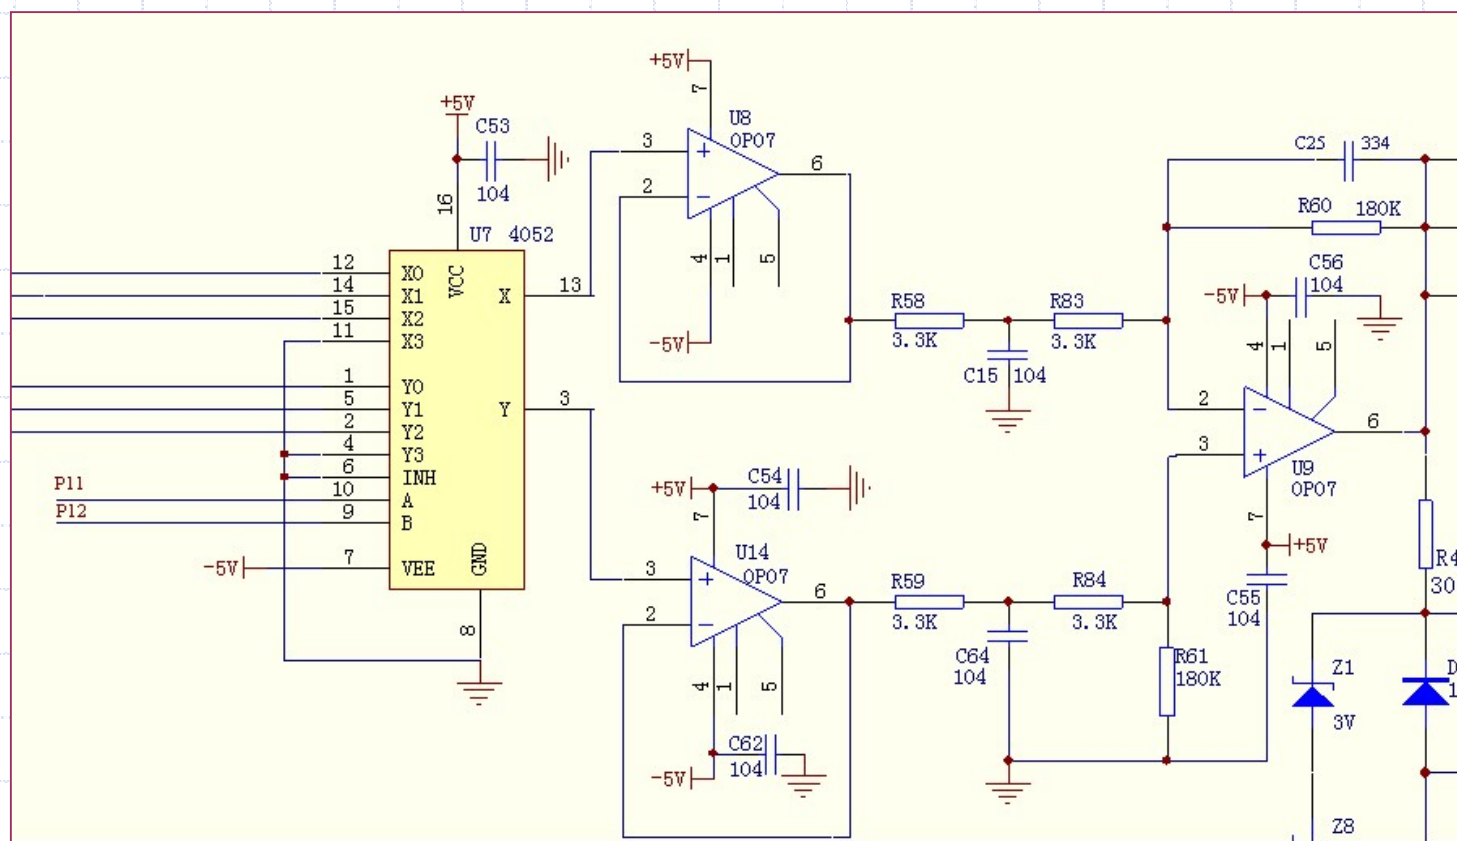 +5V
7
U8
OP07
+5V
C53
104
16
3
2
6
4
1
5
-5V
C25 334
R60 180K
C56
104
-5V
4
1
5
U7 4052
12 X0
14 X1
15 X2
11 X3
VCC
X 13
1 Y0
5 Y1
2 Y2
4 Y3
6 INH
10 A
9 B
Y 3
P11
P12
-5V 7 VEE
GND
8
R58
3.3K
R83
3.3K
C15 104
2
3
6
U9
OP07
7
+5V
C55
104
+5V
C54
104
7
U14
OP07
3
2
6
4
1
5
C62
104
-5V
R59
3.3K
R84
3.3K
C64
104
R61
180K
R4
30
Z1
3V
D
1
Z8